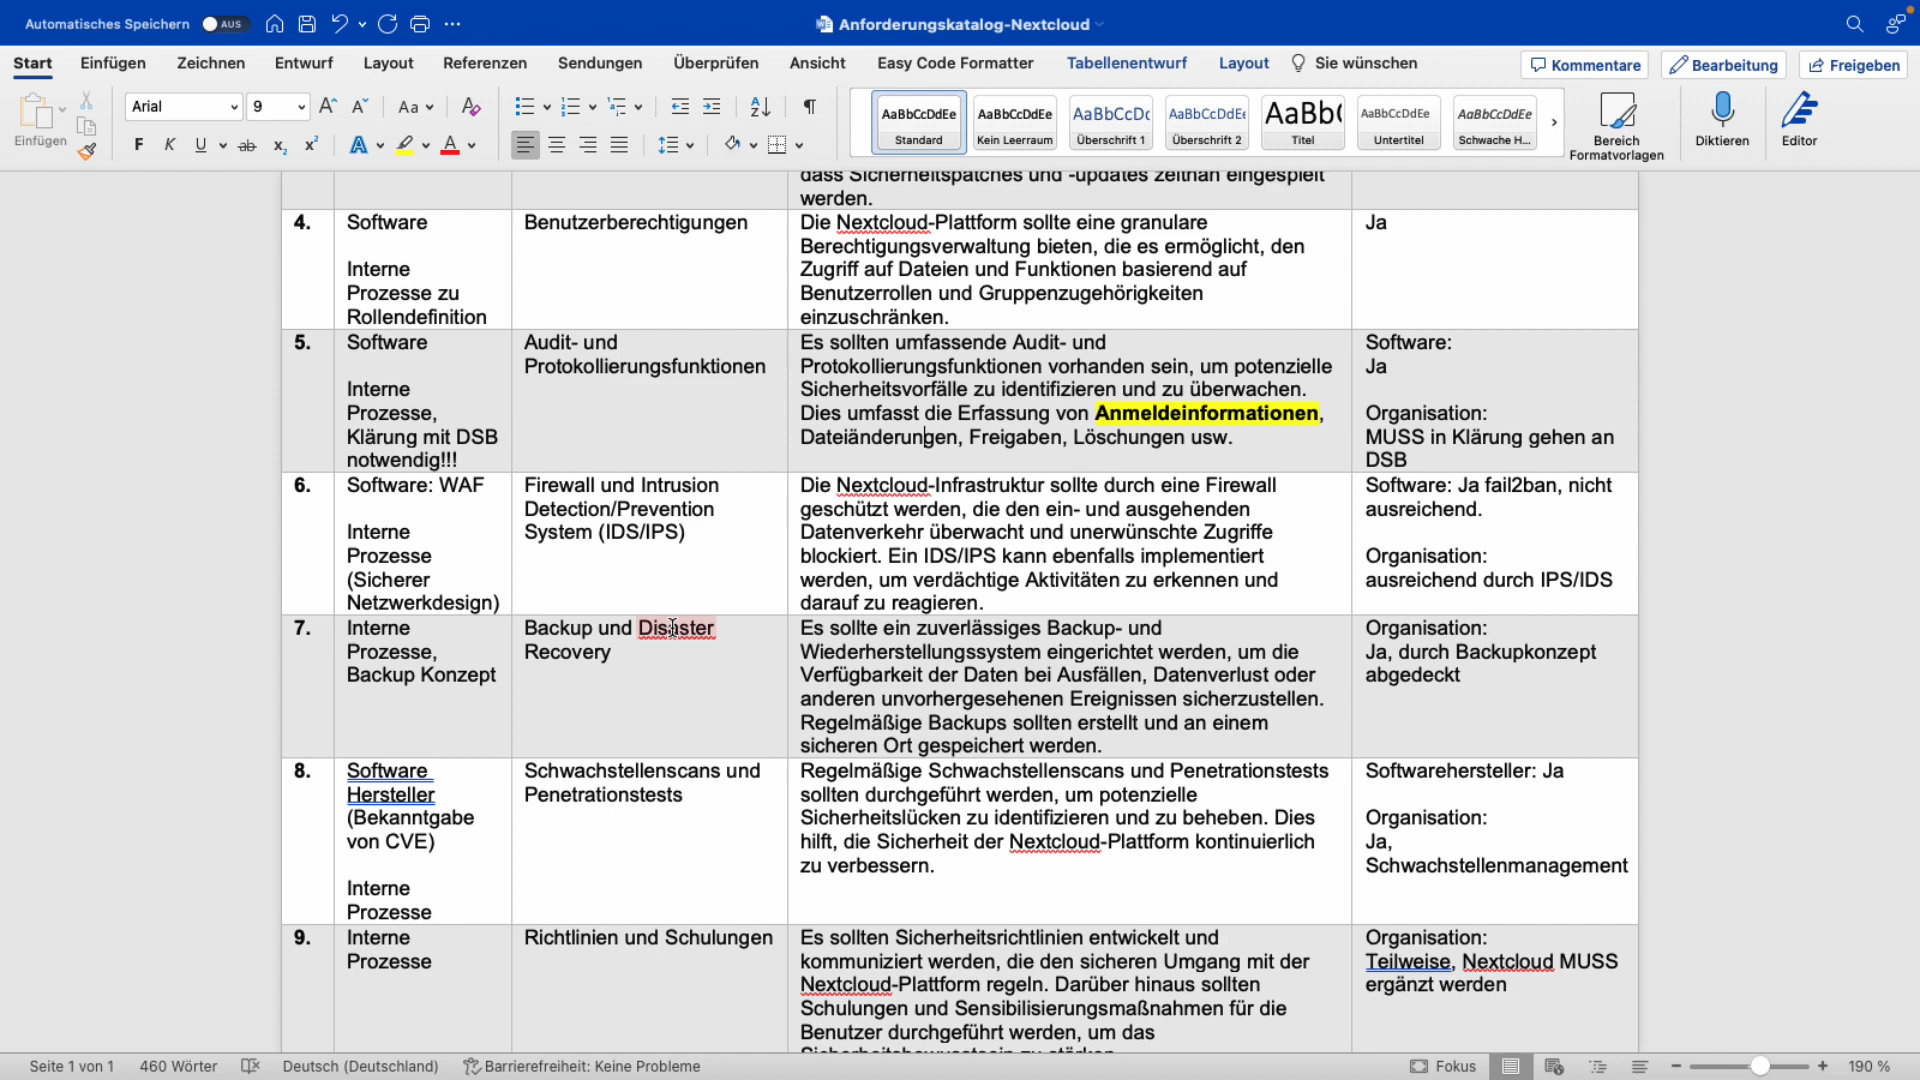 Automatisches Speichern AUS Anforderungskatalog-Nextcloud
Start Einfügen Zeichnen Entwurf Layout Referenzen Sendungen Überprüfen Ansicht Easy Code Formatter Tabellenentwurf Layout Sie wünschen Kommentare Bearbeitung Freigeben
Einfügen Arial 9 Aa
F K U ab x₂ x² A A
AaBbCcDdEe Standard
AaBbCcDdEe Kein Leerraum
AaBbCcDc Überschrift 1
AaBbCcDdEe Überschrift 2
AaBb( Titel
AaBbCcDdEe Untertitel
AaBbCcDdEe Schwache H...
Bereich Formatvorlagen
Diktieren
Editor
dass Sicherheitspatches und -updates zeitnah eingespielt
werden.
4.
Software
Interne
Prozesse zu
Rollendefinition
Benutzerberechtigungen
Die Nextcloud-Plattform sollte eine granulare
Berechtigungsverwaltung bieten, die es ermöglicht, den
Zugriff auf Dateien und Funktionen basierend auf
Benutzerrollen und Gruppenzugehörigkeiten
einzuschränken.
Ja
5.
Software
Interne
Prozesse,
Klärung mit DSB
notwendig!!!
Audit- und
Protokollierungsfunktionen
Es sollten umfassende Audit- und
Protokollierungsfunktionen vorhanden sein, um potenzielle
Sicherheitsvorfälle zu identifizieren und zu überwachen.
Dies umfasst die Erfassung von Anmeldeinformationen,
Dateiänderungen, Freigaben, Löschungen usw.
Software:
Ja
Organisation:
MUSS in Klärung gehen an
DSB
6.
Software: WAF
Interne
Prozesse
(Sicherer
Netzwerkdesign)
Firewall und Intrusion
Detection/Prevention
System (IDS/IPS)
Die Nextcloud-Infrastruktur sollte durch eine Firewall
geschützt werden, die den ein- und ausgehenden
Datenverkehr überwacht und unerwünschte Zugriffe
blockiert. Ein IDS/IPS kann ebenfalls implementiert
werden, um verdächtige Aktivitäten zu erkennen und
darauf zu reagieren.
Software: Ja fail2ban, nicht
ausreichend.
Organisation:
ausreichend durch IPS/IDS
7.
Interne
Prozesse,
Backup Konzept
Backup und Disaster
Recovery
Es sollte ein zuverlässiges Backup- und
Wiederherstellungssystem eingerichtet werden, um die
Verfügbarkeit der Daten bei Ausfällen, Datenverlust oder
anderen unvorhergesehenen Ereignissen sicherzustellen.
Regelmäßige Backups sollten erstellt und an einem
sicheren Ort gespeichert werden.
Organisation:
Ja, durch Backupkonzept
abgedeckt
8.
Software
Hersteller
(Bekanntgabe
von CVE)
Interne
Prozesse
Schwachstellenscans und
Penetrationstests
Regelmäßige Schwachstellenscans und Penetrationstests
sollten durchgeführt werden, um potenzielle
Sicherheitslücken zu identifizieren und zu beheben. Dies
hilft, die Sicherheit der Nextcloud-Plattform kontinuierlich
zu verbessern.
Softwarehersteller: Ja
Organisation:
Ja,
Schwachstellenmanagement
9.
Interne
Prozesse
Richtlinien und Schulungen
Es sollten Sicherheitsrichtlinien entwickelt und
kommuniziert werden, die den sicheren Umgang mit der
Nextcloud-Plattform regeln. Darüber hinaus sollten
Schulungen und Sensibilisierungsmaßnahmen für die
Benutzer durchgeführt werden, um das
Sicherheitsbewusstsein zu stärken.
Organisation:
Teilweise, Nextcloud MUSS
ergänzt werden
Seite 1 von 1 460 Wörter Deutsch (Deutschland) Barrierefreiheit: Keine Probleme Fokus 190 %